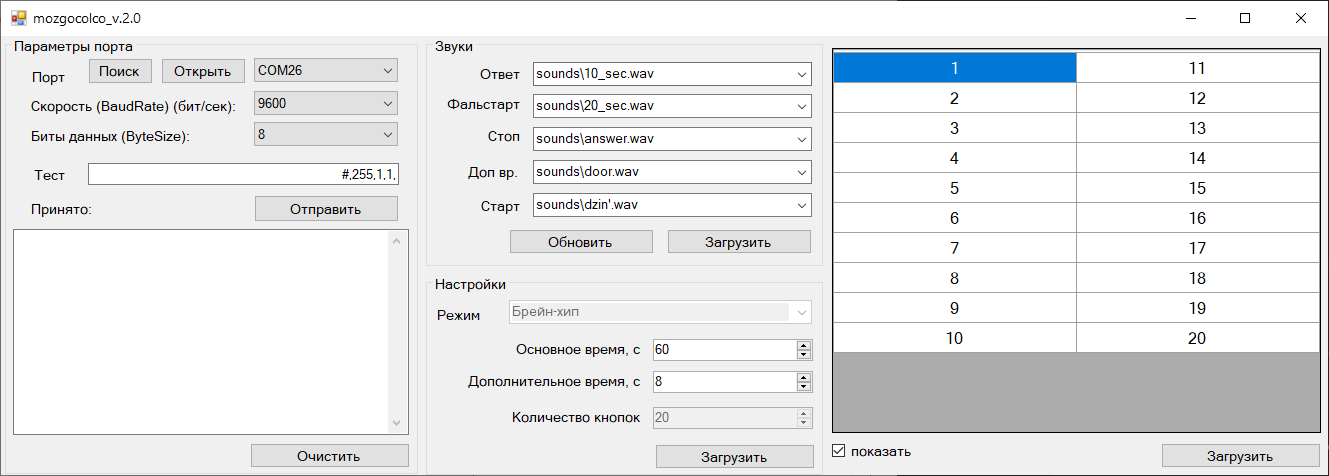 mozgocolco_v.2.0
Параметры порта
Порт Поиск Открыть COM26
Скорость (BaudRate) (бит/сек): 9600
Биты данных (ByteSize): 8
Тест #,255,1,1,
Принято: Отправить
Очистить
Звуки
Ответ sounds\10_sec.wav
Фальстарт sounds\20_sec.wav
Стоп sounds\answer.wav
Доп вр. sounds\door.wav
Старт sounds\dzin'.wav
Обновить Загрузить
Настройки
Режим Брейн-хип
Основное время, с 60
Дополнительное время, с 8
Количество кнопок 20
Загрузить
1 11
2 12
3 13
4 14
5 15
6 16
7 17
8 18
9 19
10 20
показать Загрузить